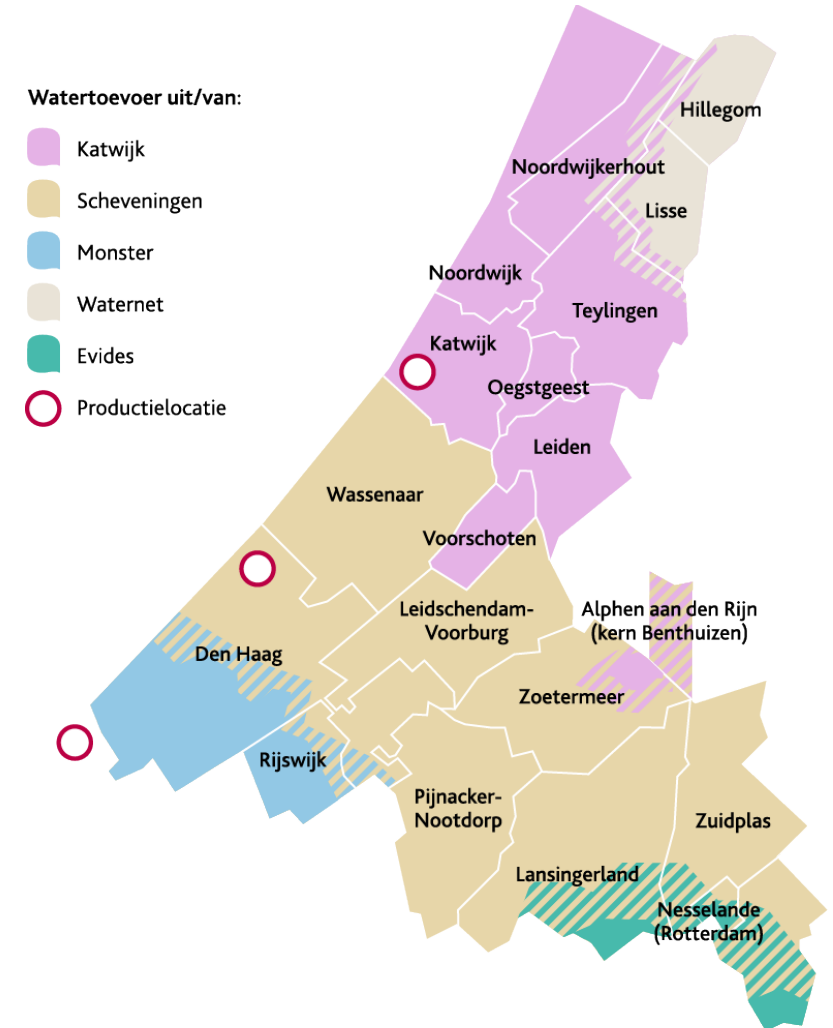 Watertoevoer uit/van:
Katwijk
Scheveningen
Monster
Waternet
Evides
Productielocatie
Hillegom
Noordwijkerhout
Lisse
Noordwijk
Teylingen
Katwijk
Oegstgeest
Leiden
Wassenaar
Voorschoten
Leidschendam-
Voorburg
Alphen aan den Rijn
(kern Benthuizen)
Den Haag
Zoetermeer
Rijswijk
Pijnacker-
Nootdorp
Zuidplas
Lansingerland
Nesselande
(Rotterdam)